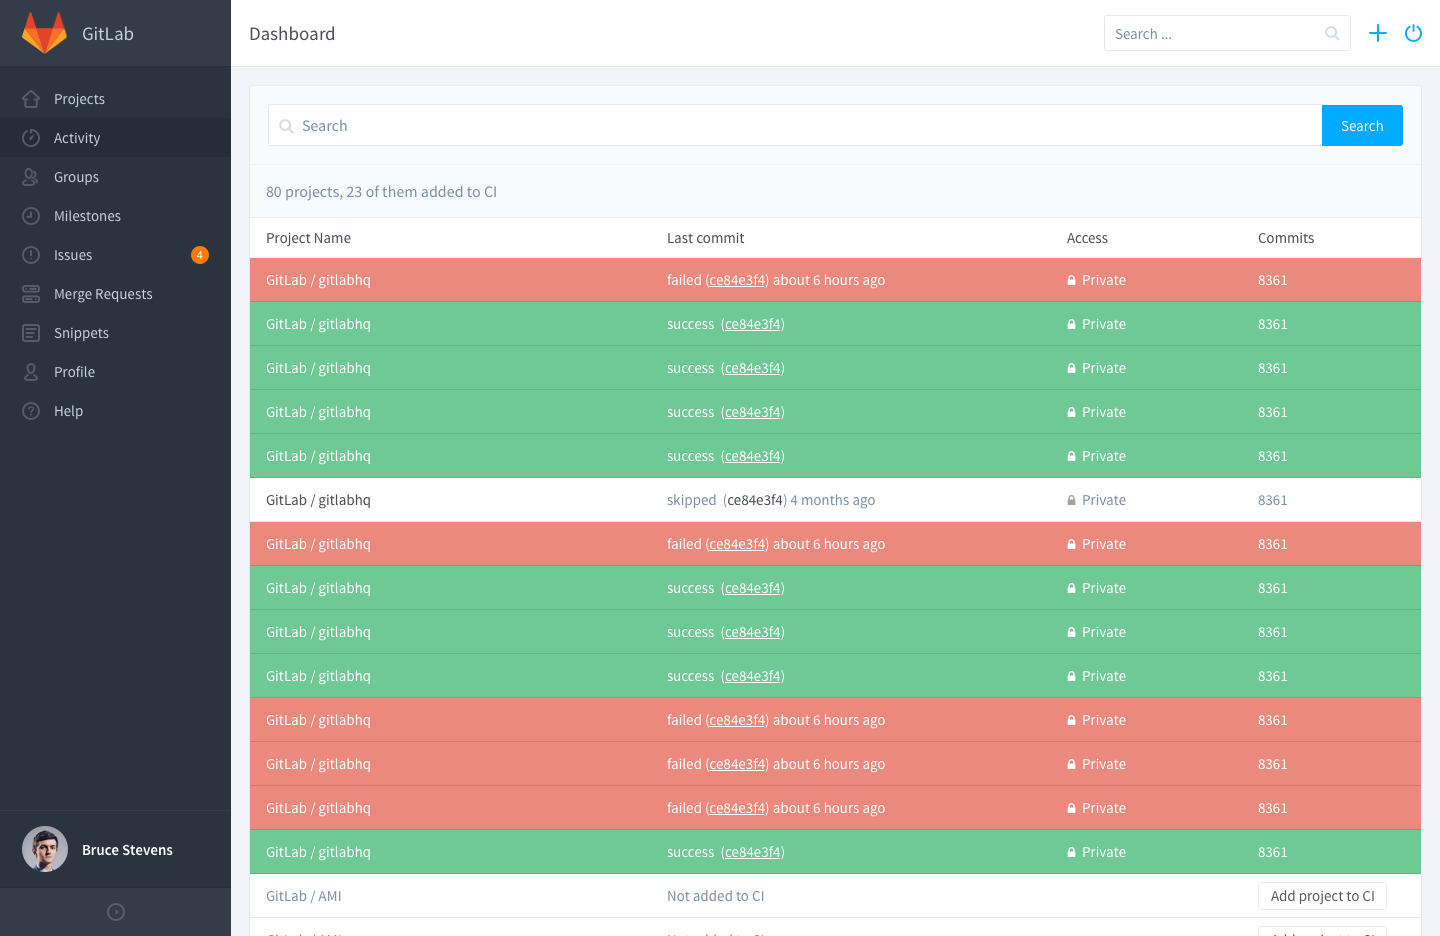 GitLab
Dashboard
Search ...
Projects
Activity
Groups
Milestones
Issues 4
Merge Requests
Snippets
Profile
Help
Bruce Stevens
Search
Search
80 projects, 23 of them added to CI
Project Name Last commit Access Commits
GitLab / gitlabhq failed (ce84e3f4) about 6 hours ago Private 8361
GitLab / gitlabhq success (ce84e3f4) Private 8361
GitLab / gitlabhq success (ce84e3f4) Private 8361
GitLab / gitlabhq success (ce84e3f4) Private 8361
GitLab / gitlabhq success (ce84e3f4) Private 8361
GitLab / gitlabhq skipped (ce84e3f4) 4 months ago Private 8361
GitLab / gitlabhq failed (ce84e3f4) about 6 hours ago Private 8361
GitLab / gitlabhq success (ce84e3f4) Private 8361
GitLab / gitlabhq success (ce84e3f4) Private 8361
GitLab / gitlabhq success (ce84e3f4) Private 8361
GitLab / gitlabhq failed (ce84e3f4) about 6 hours ago Private 8361
GitLab / gitlabhq failed (ce84e3f4) about 6 hours ago Private 8361
GitLab / gitlabhq failed (ce84e3f4) about 6 hours ago Private 8361
GitLab / gitlabhq success (ce84e3f4) Private 8361
GitLab / AMI Not added to CI Add project to CI